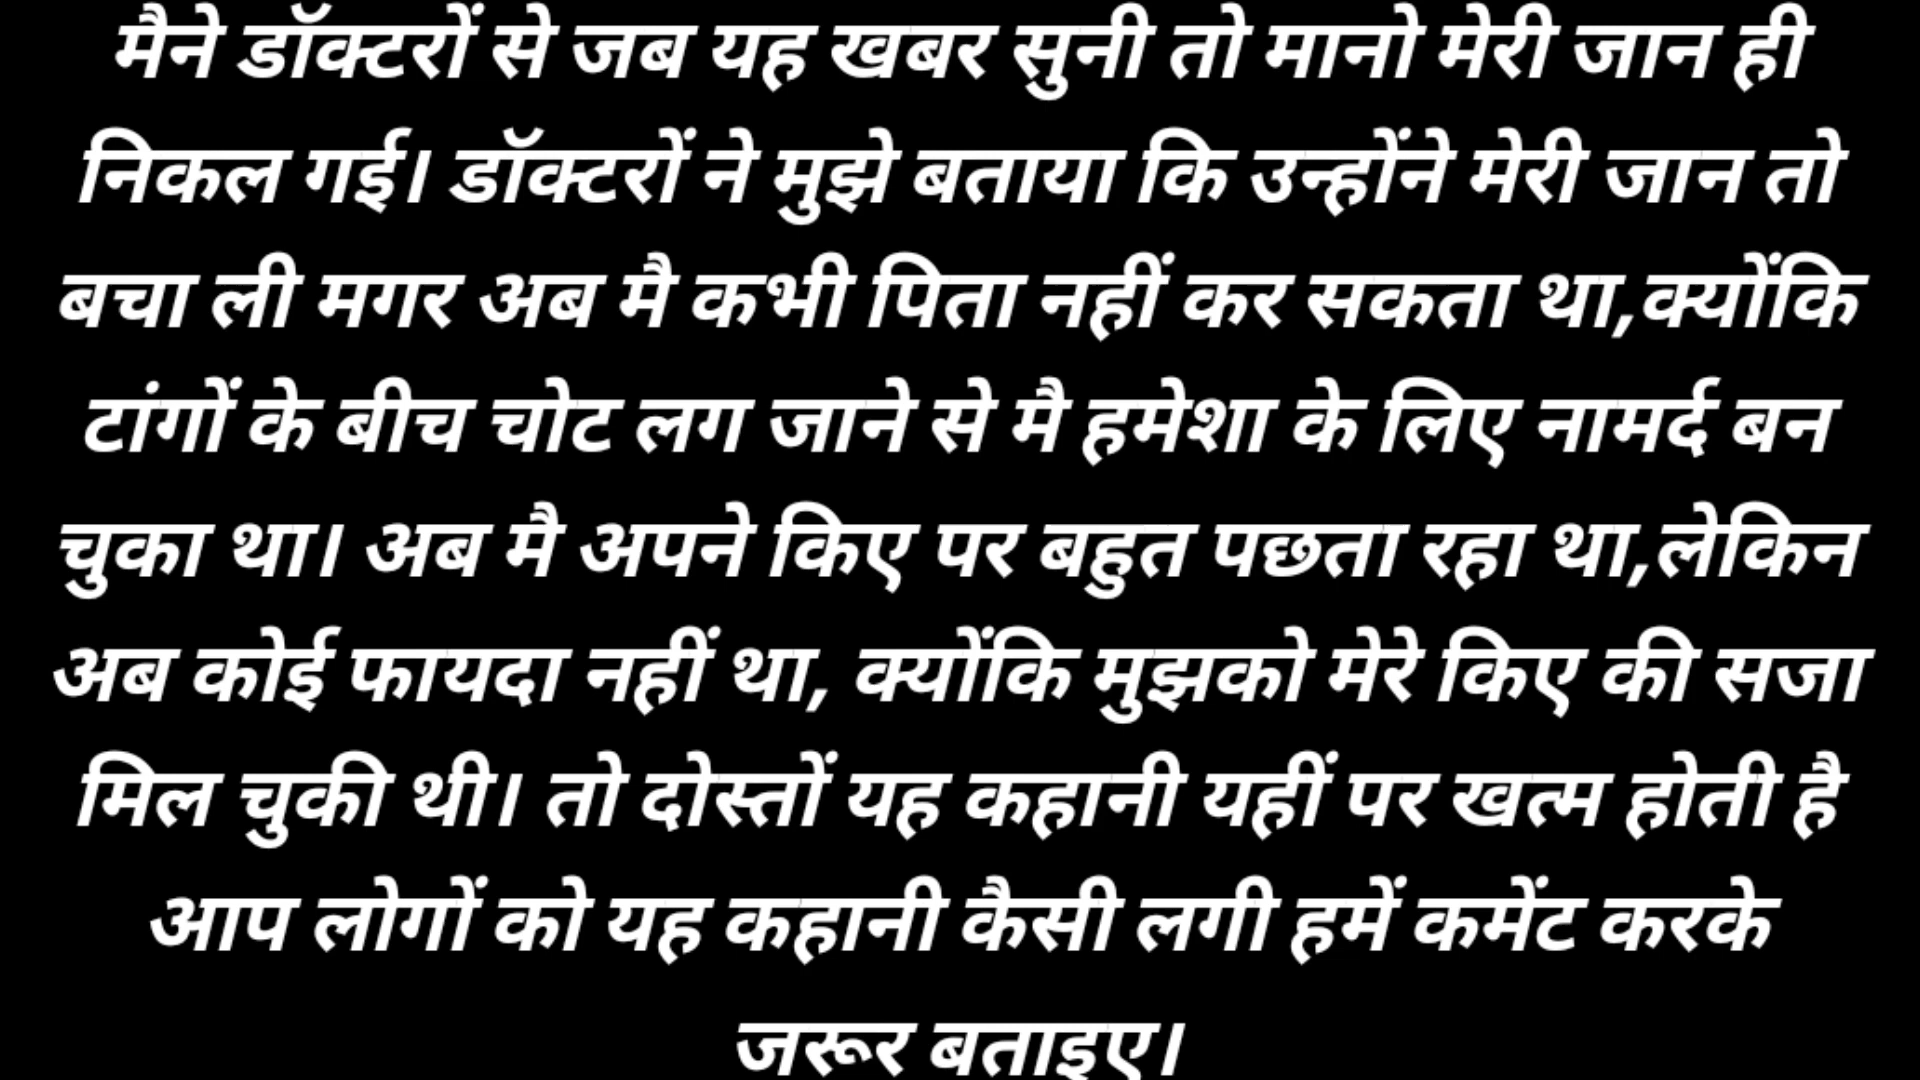 मैने डॉक्टरों से जब यह खबर सुनी तो मानो मेरी जान ही
निकल गई। डॉक्टरों ने मुझे बताया कि उन्होंने मेरी जान तो
बचा ली मगर अब मै कभी पिता नहीं कर सकता था,क्योंकि
टांगों के बीच चोट लग जाने से मै हमेशा के लिए नामर्द बन
चुका था। अब मै अपने किए पर बहुत पछता रहा था,लेकिन
अब कोई फायदा नहीं था, क्योंकि मुझको मेरे किए की सजा
मिल चुकी थी। तो दोस्तों यह कहानी यहीं पर खत्म होती है
आप लोगों को यह कहानी कैसी लगी हमें कमेंट करके
जरूर बताइए।